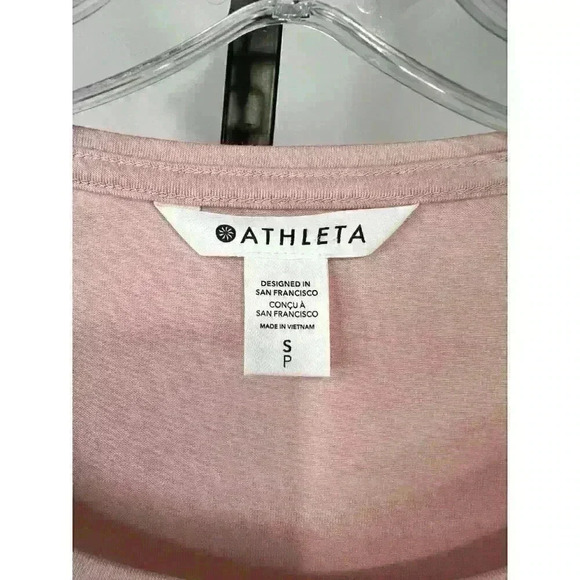 ATHLETA
DESIGNED IN
SAN FRANCISCO
CONÇU À
SAN FRANCISCO
MADE IN VIETNAM
S
P